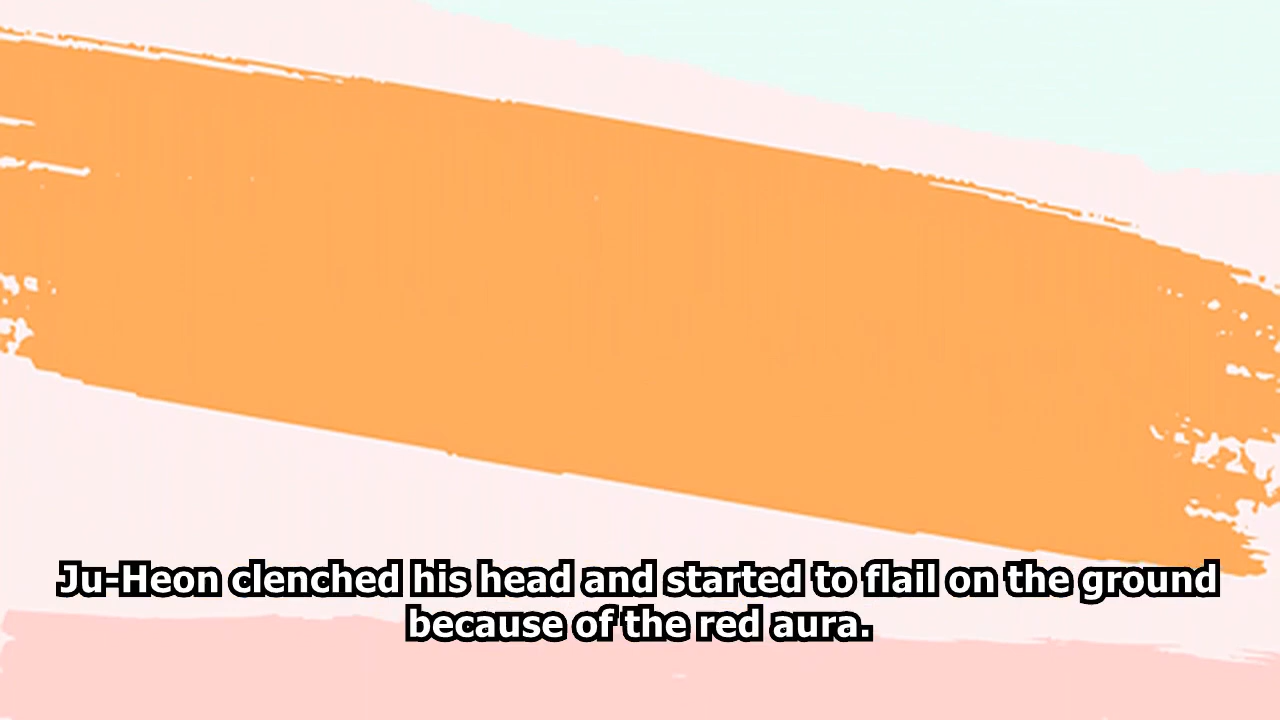 Ju-Heon clenched his head and started to flail on the ground
because of the red aura.